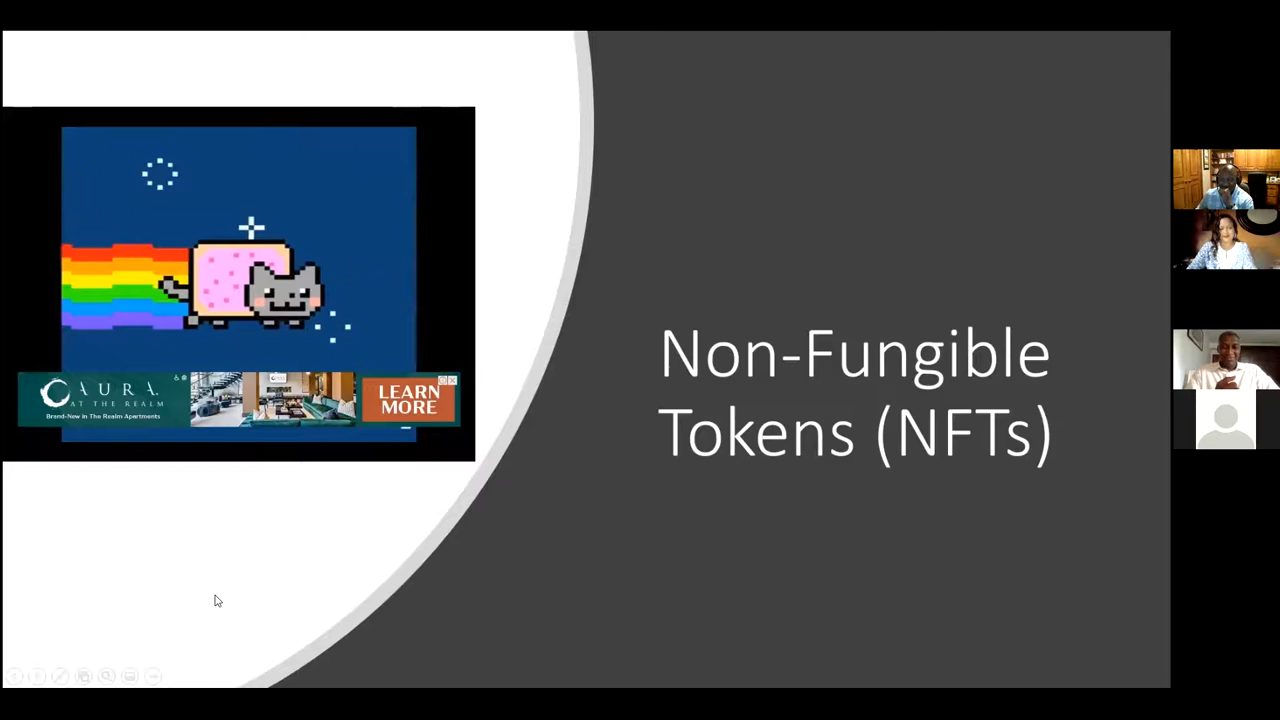 AURA
AT THE REALM
Brand-New in The Realm Apartments
LEARN
MORE
Non-Fungible
Tokens (NFTs)